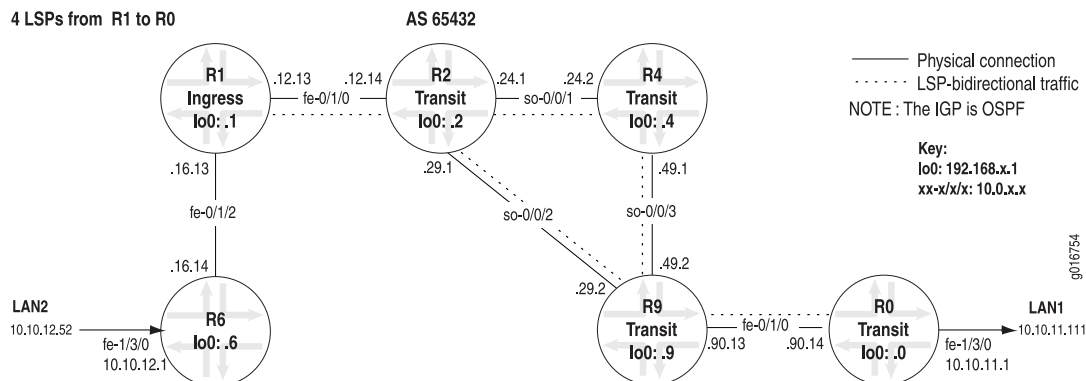 4 LSPs from R1 to R0
AS 65432
R1
Ingress
lo0: .1
.12.13
fe-0/1/0
.12.14
R2
Transit
lo0: .2
.24.1
so-0/0/1
.24.2
R4
Transit
lo0: .4
Physical connection
LSP-bidirectional traffic
NOTE : The IGP is OSPF
Key:
lo0: 192.168.x.1
xx-x/x/x: 10.0.x.x
.16.13
fe-0/1/2
.16.14
.29.1
so-0/0/2
.29.2
.49.1
so-0/0/3
.49.2
LAN2
10.10.12.52
fe-1/3/0
10.10.12.1
R6
lo0: .6
R9
Transit
lo0: .9
fe-0/1/0
.90.13
.90.14
R0
Transit
lo0: .0
LAN1
10.10.11.111
fe-1/3/0
10.10.11.1
g016754